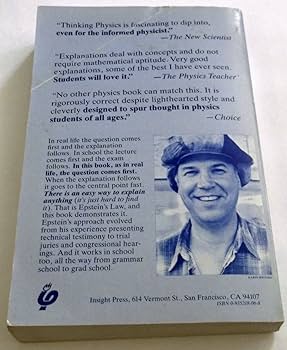 "Thinking Physics is fascinating to dip into,
even for the informed physicist."
—The New Scientist
"Explanations deal with concepts and do not
require mathematical aptitude. Very good
explanations, some of the best I have ever seen.
Students will love it."
—The Physics Teacher
"No other physics book can match this. It is
rigorously correct despite lighthearted style and
cleverly designed to spur thought in physics
students of all ages."
—Choice
In real life the question comes
first and the explanation
follows. In school the lecture
comes first and the exam
follows. In this book, as in real
life, the question comes first.
When the explanation follows
it goes to the central point fast.
There is an easy way to explain
anything (it's just hard to find
it). That is Epstein's Law, and
this book demonstrates it.
Epstein's approach evolved
from his experience presenting
technical testimony to trial
juries and congressional hear-
ings. And it works in school
too, all the way from grammar
school to grad school.
Insight Press, 614 Vermont St., San Francisco, CA 94107